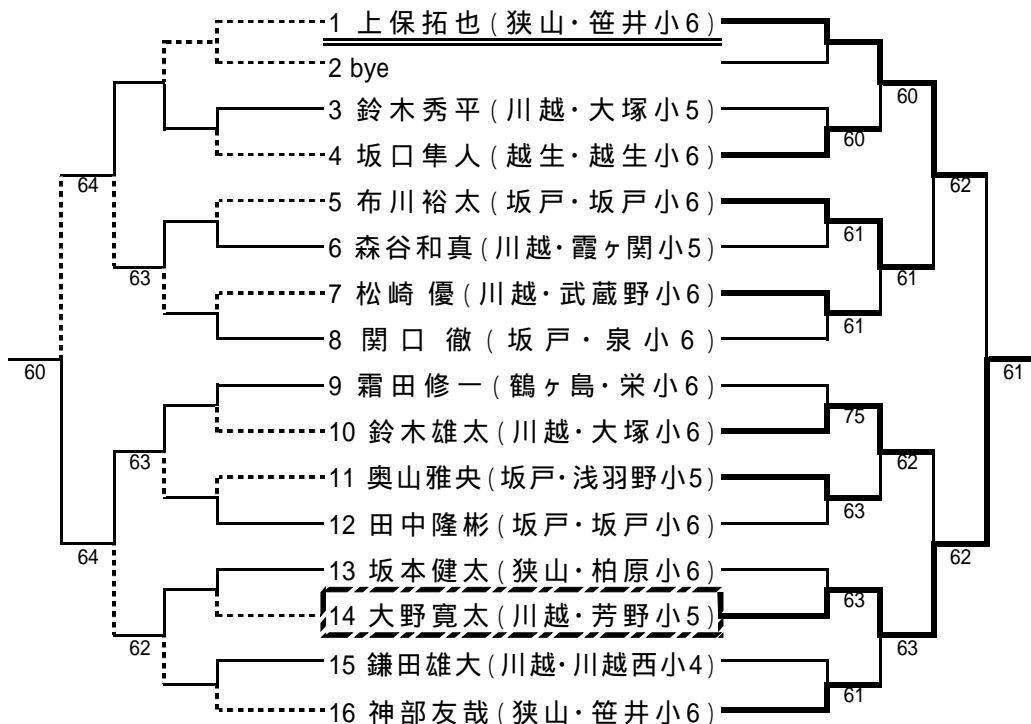 1 上保拓也(狭山・笹井小6)
2 bye
60
3 鈴木秀平(川越・大塚小5)
60
4 坂口隼人(越生・越生小6)
64
62
5 布川裕太(坂戸・坂戸小6)
61
6 森谷和真(川越・霞ヶ関小5)
63
61
7 松崎 優(川越・武蔵野小6)
61
8 関口 徹(坂戸・泉小6)
60
61
9 霜田修一(鶴ヶ島・栄小6)
75
10 鈴木雄太(川越・大塚小6)
63
62
11 奥山雅央(坂戸・浅羽野小5)
63
12 田中隆彬(坂戸・坂戸小6)
64
62
13 坂本健太(狭山・柏原小6)
63
14 大野寛太(川越・芳野小5)
62
63
15 鎌田雄大(川越・川越西小4)
61
16 神部友哉(狭山・笹井小6)